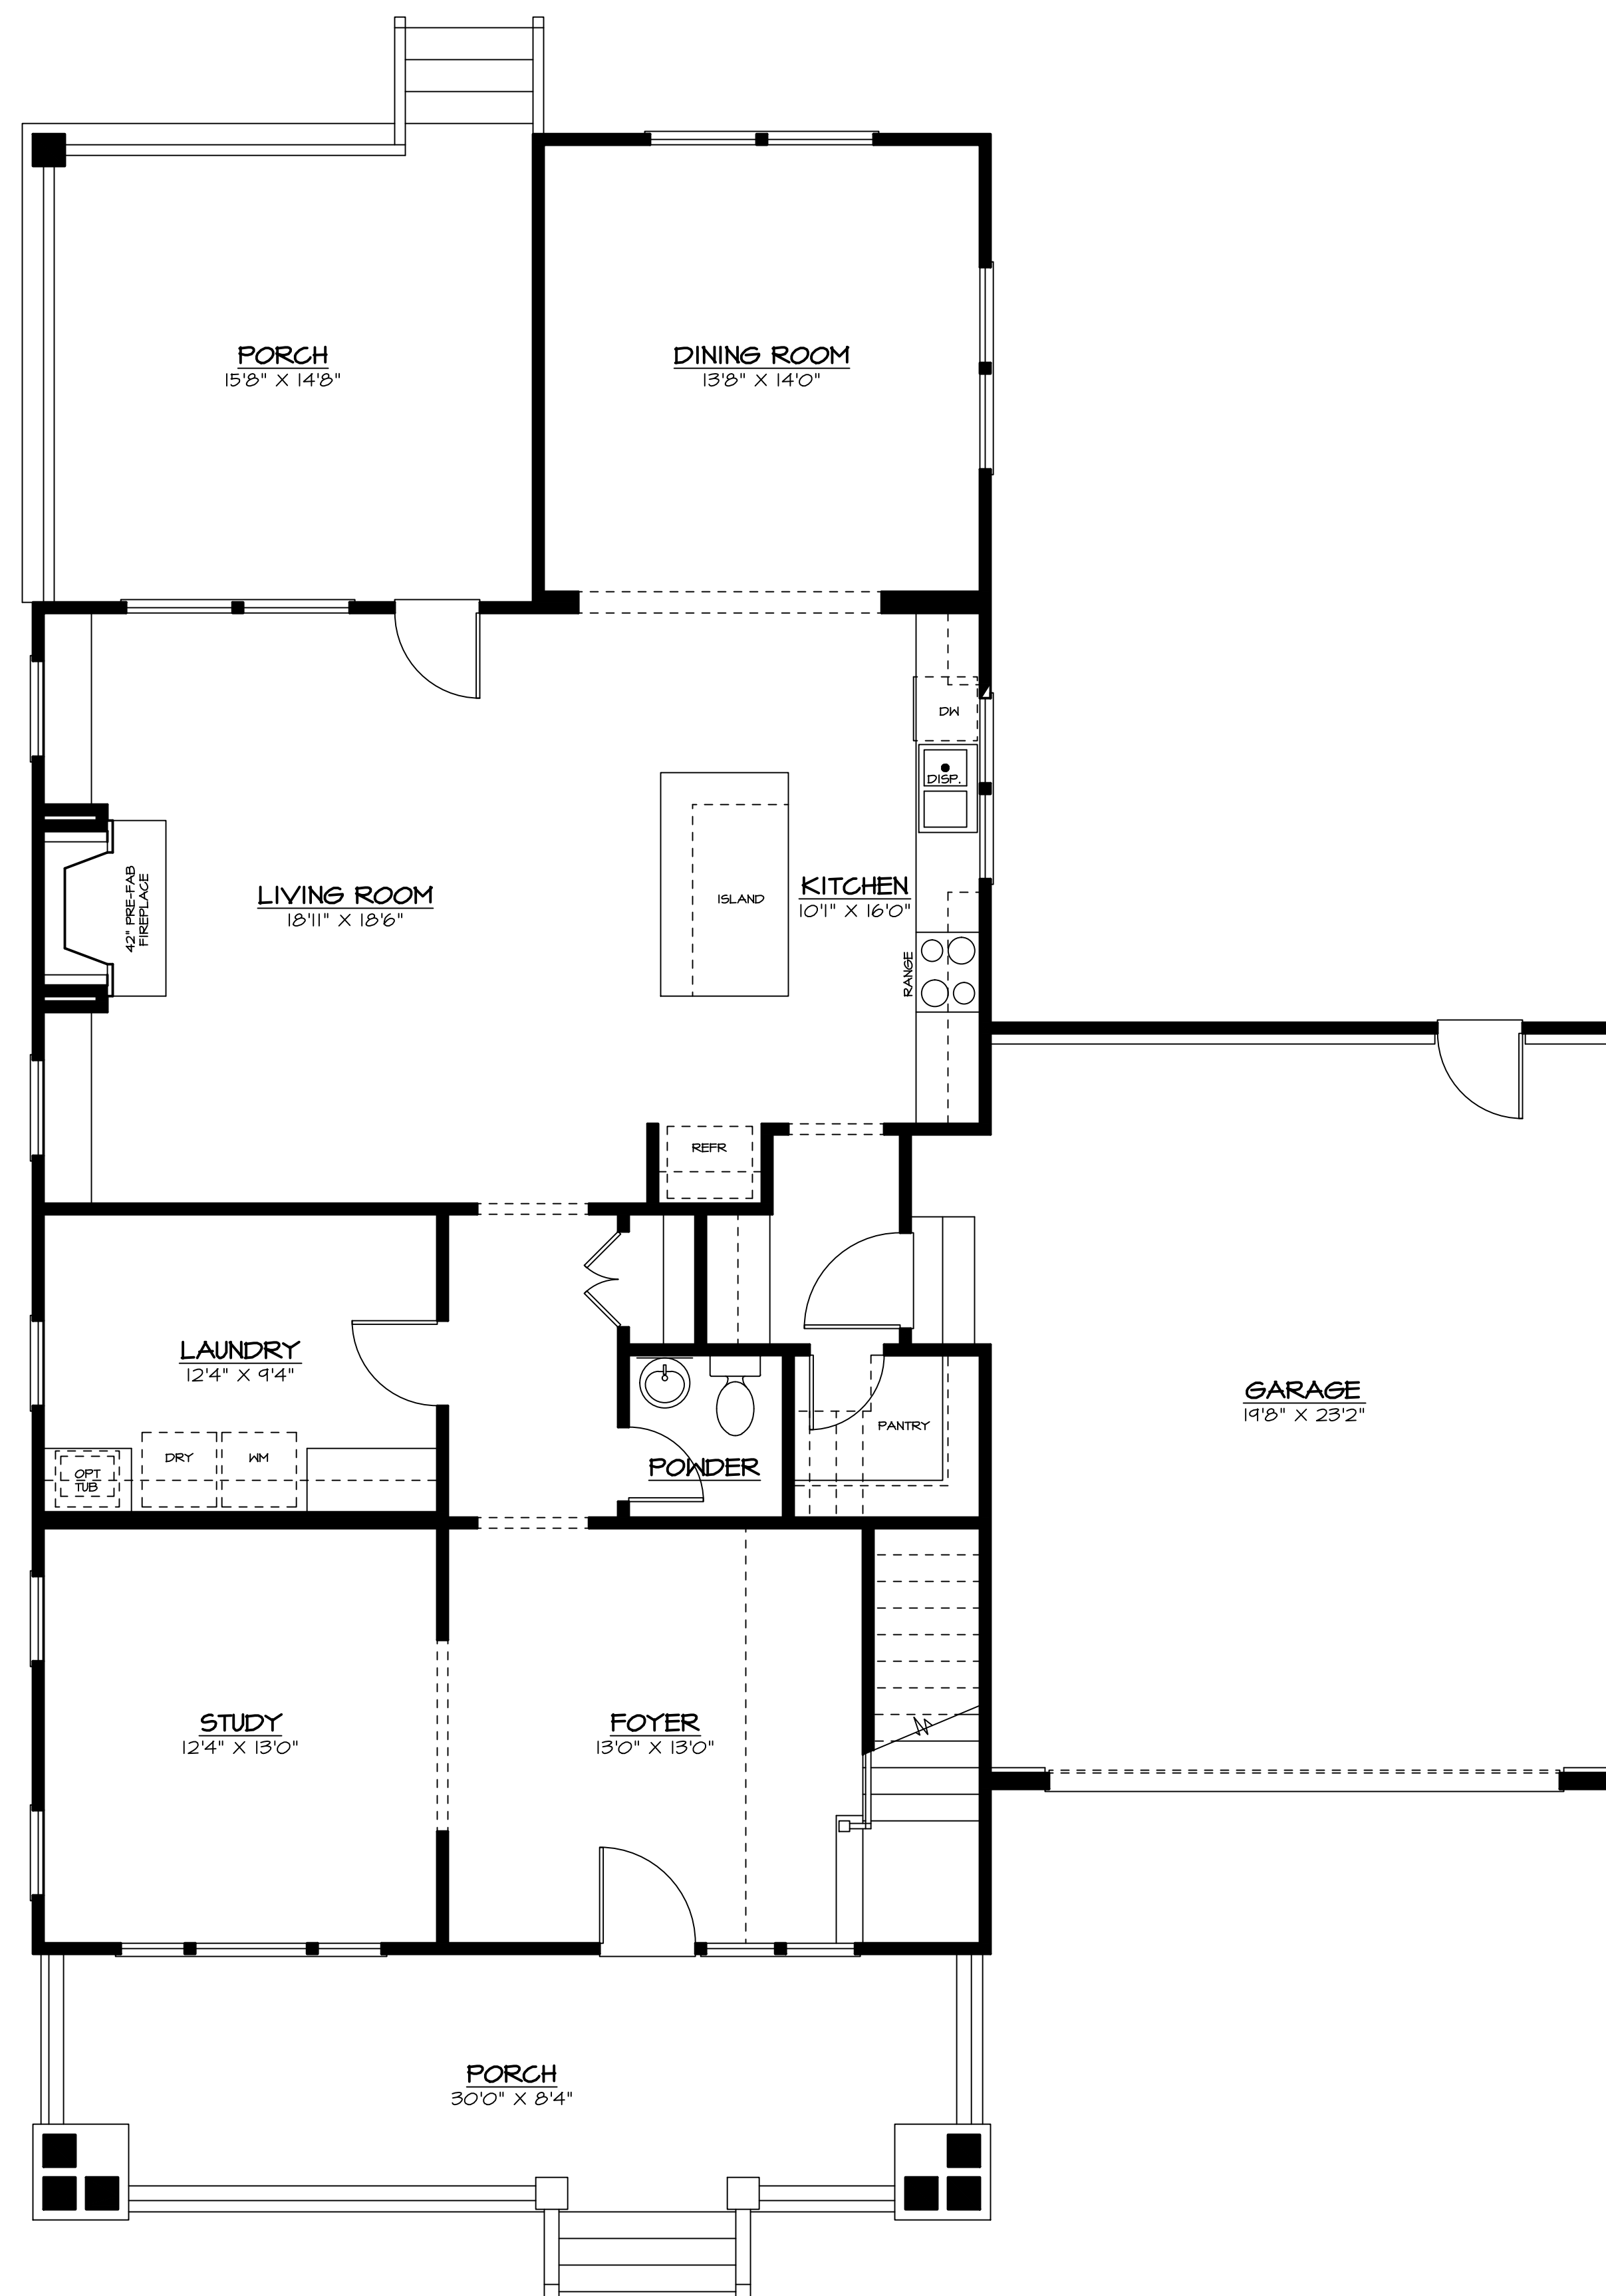 PORCH
15'8" X 14'8"
DINING ROOM
13'8" X 14'0"
DW
DISP.
LIVING ROOM
18'11" X 18'6"
42" PRE-FAB
FIREPLACE
ISLAND
KITCHEN
10'1" X 16'0"
RANGE
REFR
LAUNDRY
12'4" X 9'4"
OPT
TUB
DRY
WM
POWDER
PANTRY
GARAGE
19'8" X 23'2"
STUDY
12'4" X 13'0"
FOYER
13'0" X 13'0"
PORCH
30'0" X 8'4"